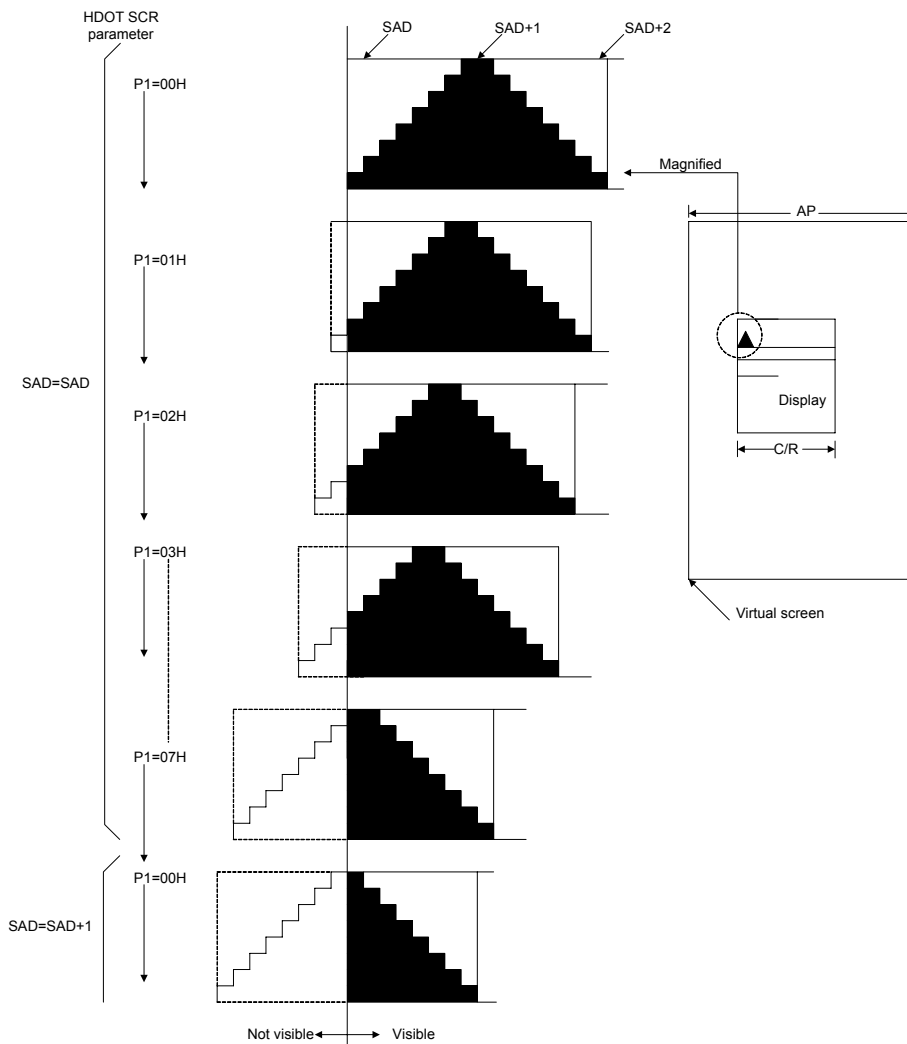 HDOT SCR
parameter
SAD
SAD+1
SAD+2
P1=00H
Magnified
AP
P1=01H
SAD=SAD
P1=02H
Display
C/R
P1=03H
Virtual screen
P1=07H
P1=00H
SAD=SAD+1
Not visible
Visible